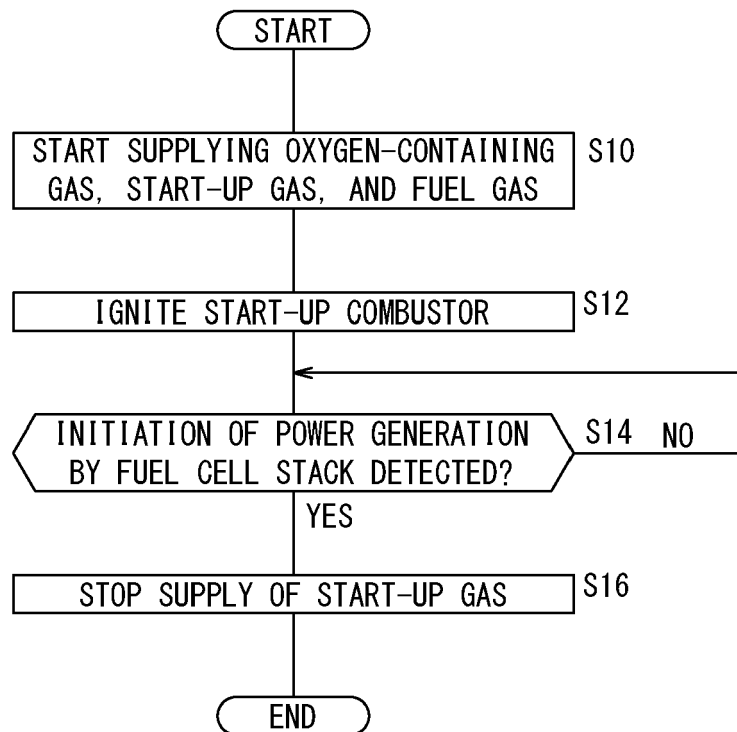 START
START SUPPLYING OXYGEN-CONTAINING
GAS, START-UP GAS, AND FUEL GAS
S10
IGNITE START-UP COMBUSTOR
S12
INITIATION OF POWER GENERATION
BY FUEL CELL STACK DETECTED?
S14 NO
YES
STOP SUPPLY OF START-UP GAS
S16
END